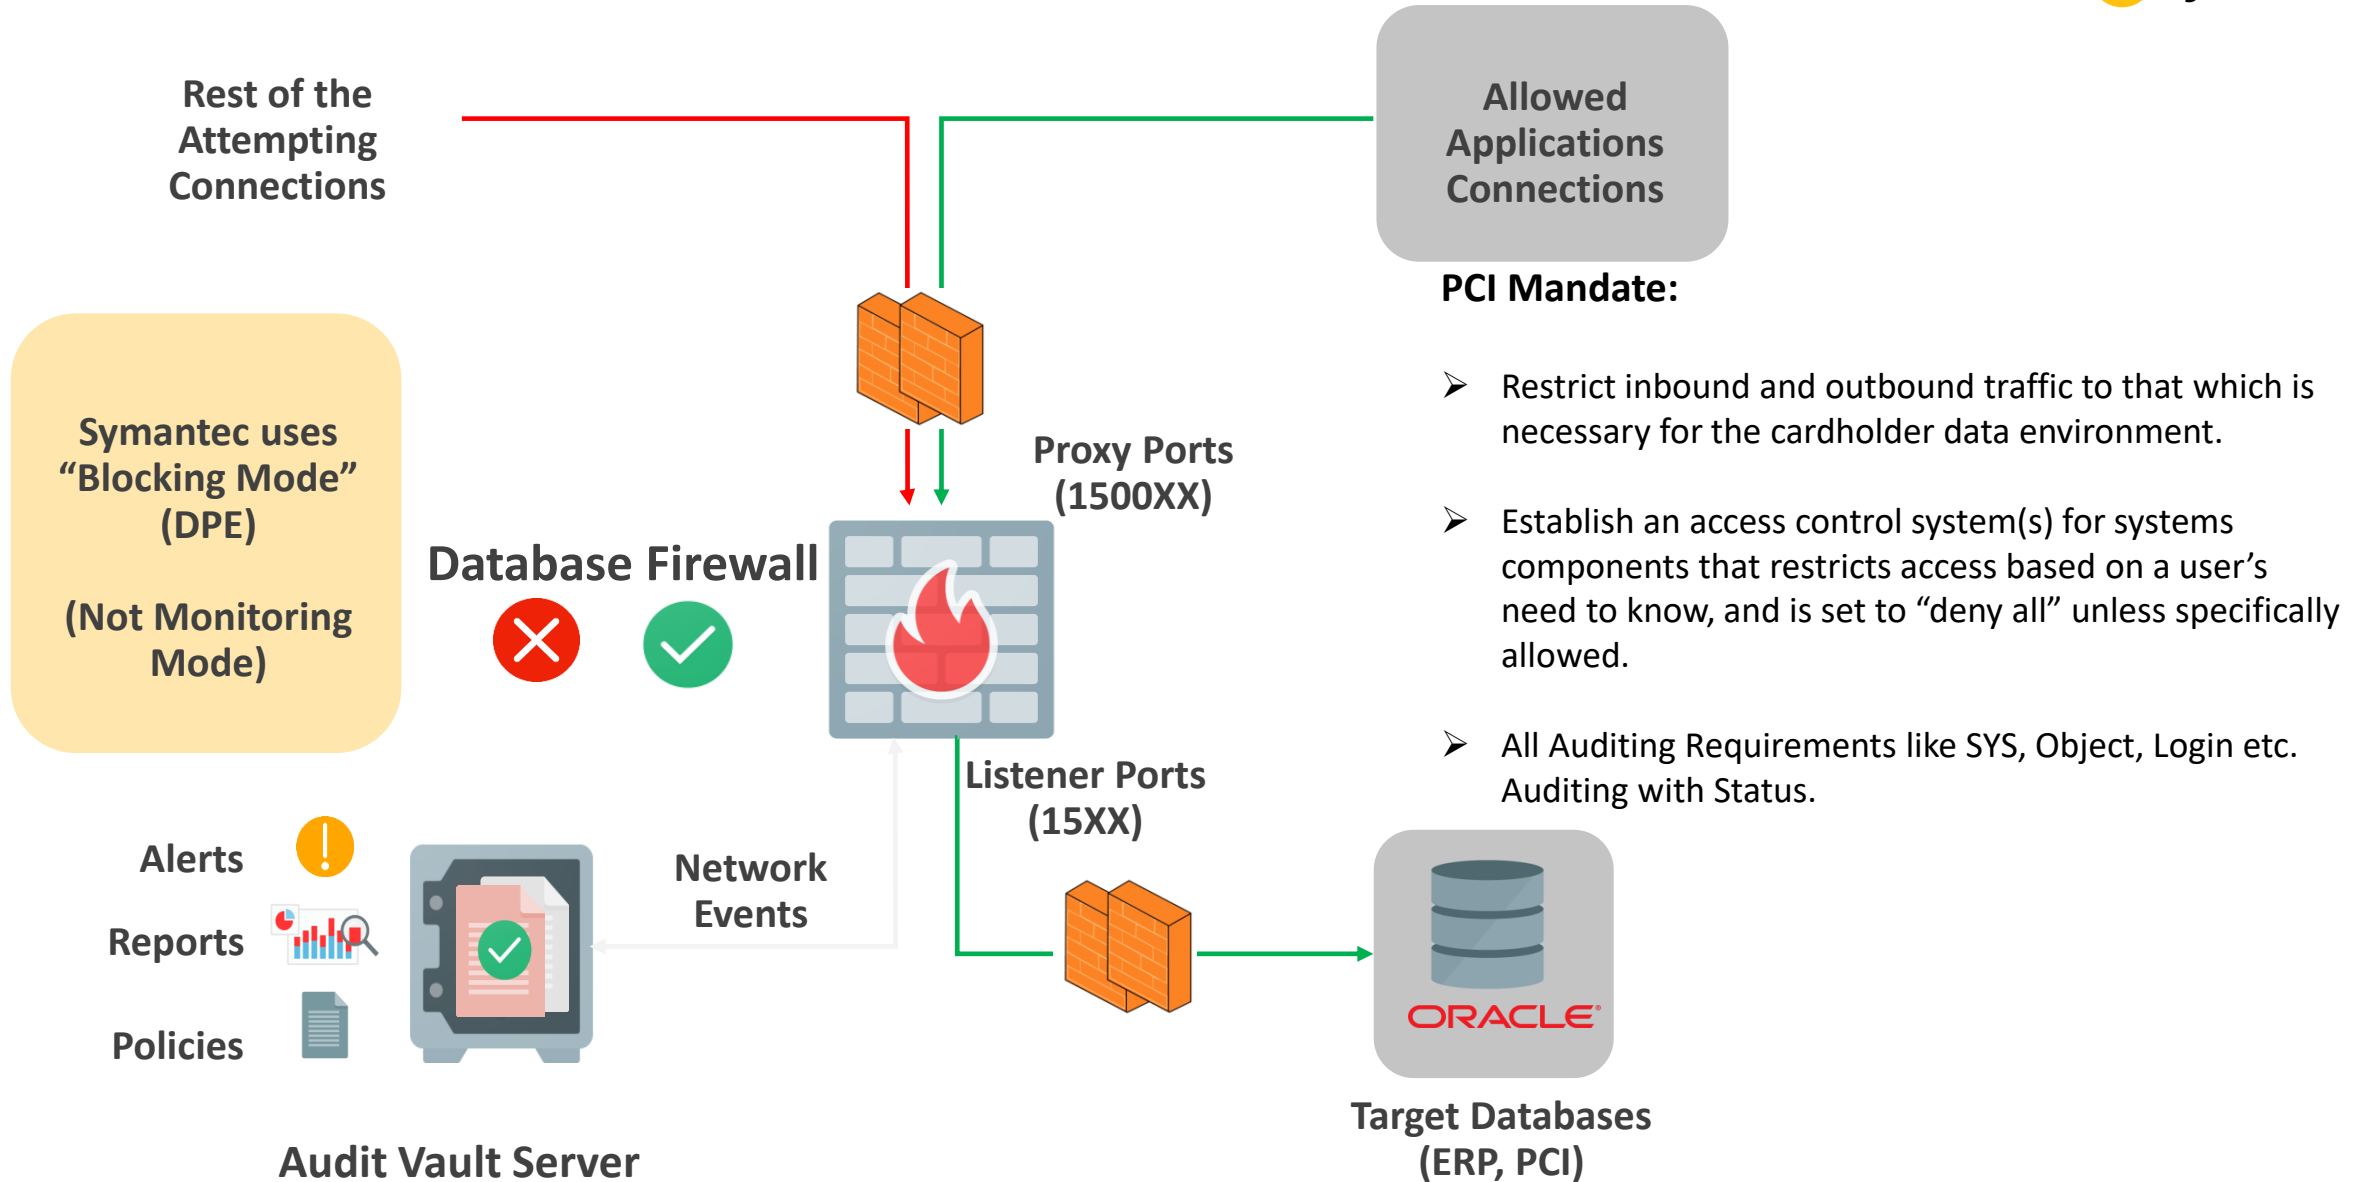 Rest of the
Attempting
Connections
Allowed
Applications
Connections
Symantec uses
“Blocking Mode”
(DPE)
(Not Monitoring
Mode)
Proxy Ports
(1500XX)
Database Firewall
PCI Mandate:
➢ Restrict inbound and outbound traffic to that which is
necessary for the cardholder data environment.
➢ Establish an access control system(s) for systems
components that restricts access based on a user’s
need to know, and is set to “deny all” unless specifically
allowed.
➢ All Auditing Requirements like SYS, Object, Login etc.
Auditing with Status.
Listener Ports
(15XX)
Network
Events
Alerts
Reports
Policies
Audit Vault Server
ORACLE®
Target Databases
(ERP, PCI)